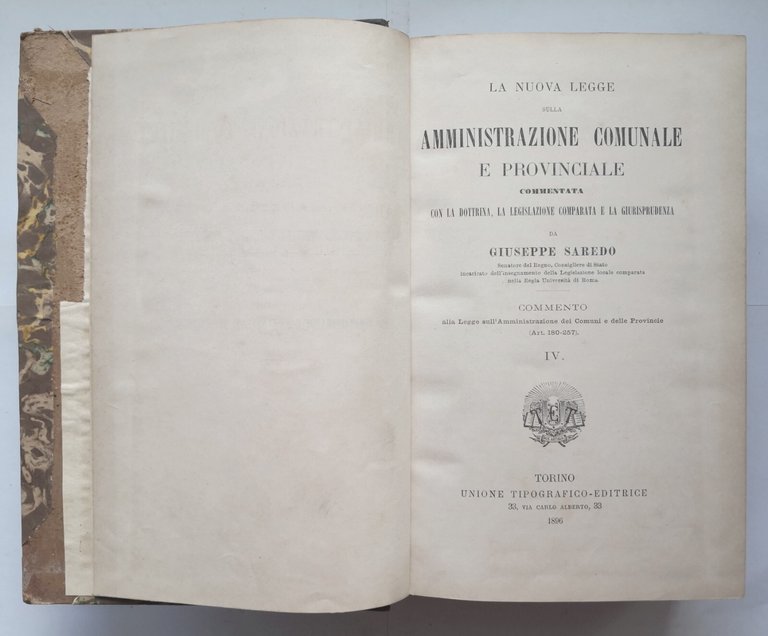 LA NUOVA LEGGE
SULLA
AMMINISTRAZIONE COMUNALE
E PROVINCIALE
COMMENTATA
CON LA DOTTRINA, LA LEGISLAZIONE COMPARATA E LA GIURISPRUDENZA
DA
GIUSEPPE SAREDO
Senatore del Regno, Consigliere di Stato
incaricato dell'insegnamento della Legislazione locale comparata
nella Regia Università di Roma
COMMENTO
alla Legge sull'Amministrazione dei Comuni e delle Provincie
(Art. 180-257).
IV.
TORINO
UNIONE TIPOGRAFICO-EDITRICE
33, VIA CARLO ALBERTO, 33
1896